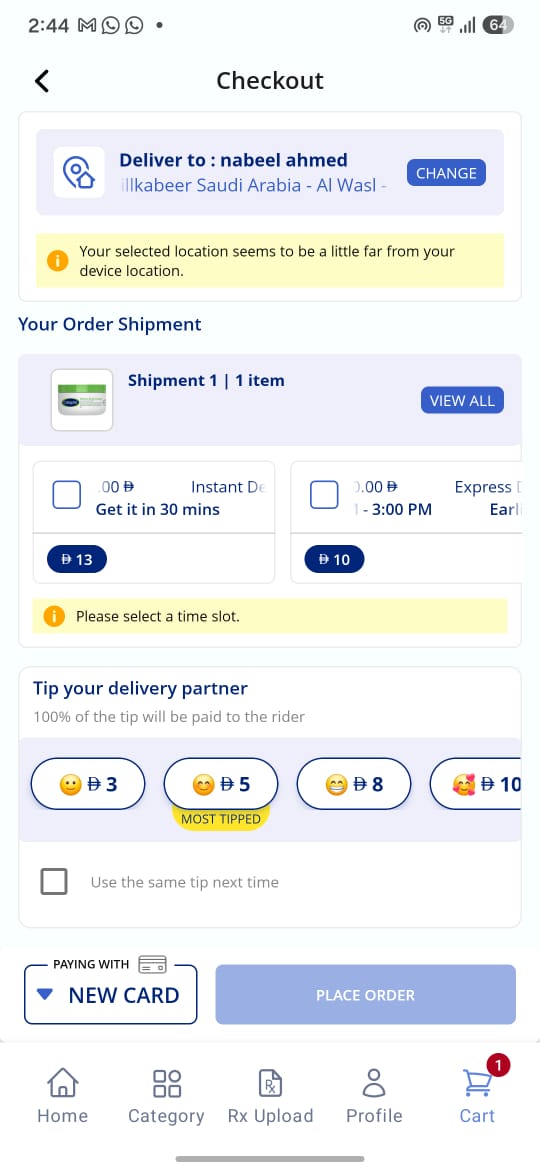 2:44
5G
64
Checkout
Deliver to : nabeel ahmed
illkabeer Saudi Arabia - Al Wasl -
CHANGE
Your selected location seems to be a little far from your
device location.
Your Order Shipment
Shipment 1 | 1 item
VIEW ALL
.00 Instant De
Get it in 30 mins
13
0.00 Express D
- 3:00 PM Earli
10
Please select a time slot.
Tip your delivery partner
100% of the tip will be paid to the rider
3
5
8
10
MOST TIPPED
Use the same tip next time
PAYING WITH
NEW CARD
PLACE ORDER
1
Home
Category
Rx Upload
Profile
Cart